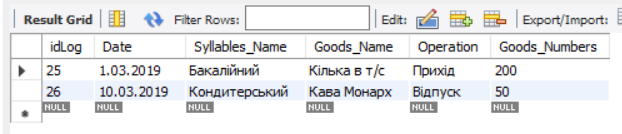 Result Grid Filter Rows: Edit: Export/Import:
idLog Date Syllables_Name Goods_Name Operation Goods_Numbers
25 1.03.2019 Бакалійний Кілька в т/с Прихід 200
26 10.03.2019 Кондитерський Кава Монарх Відпуск 50
NULL NULL NULL NULL NULL NULL